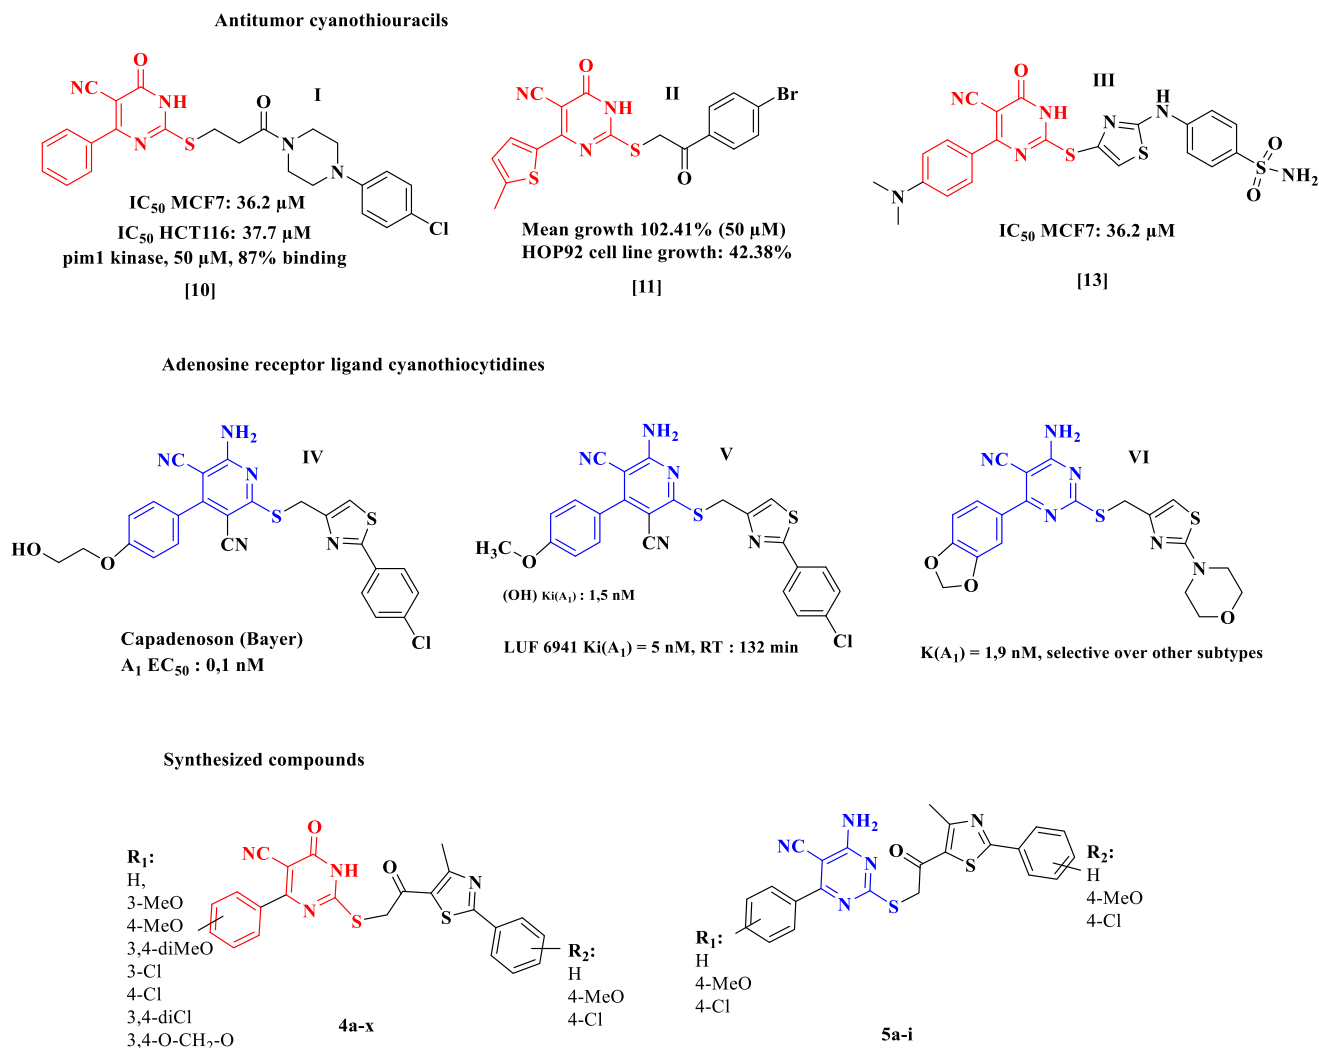 Antitumor cyanothiouracils
O
NC
NH
N
S
O
N
N
Cl
I
IC50 MCF7: 36.2 µM
IC50 HCT116: 37.7 µM
pim1 kinase, 50 µM, 87% binding
[10]
O
NC
NH
N
S
S
O
Br
II
Mean growth 102.41% (50 µM)
HOP92 cell line growth: 42.38%
[11]
O
NC
NH
N
S
N
N
S
H
N
O
S
NH2
O
III
IC50 MCF7: 36.2 µM
[13]
Adenosine receptor ligand cyanothiocytidines
NH2
NC
N
S
CN
HO
O
S
N
Cl
IV
Capadenoson (Bayer)
A1 EC50 : 0,1 nM
NH2
NC
N
S
CN
H3C
O
S
N
Cl
V
(OH) Ki(A1) : 1,5 nM
LUF 6941 Ki(A1) = 5 nM, RT : 132 min
NH2
NC
N
N
S
O
O
S
N
N
O
VI
K(A1) = 1,9 nM, selective over other subtypes
Synthesized compounds
R1:
H,
3-MeO
4-MeO
3,4-diMeO
3-Cl
4-Cl
3,4-diCl
3,4-O-CH2-O
O
NC
NH
N
S
O
N
S
R2:
H
4-MeO
4-Cl
4a-x
NH2
NC
N
N
S
O
N
S
R2:
H
4-MeO
4-Cl
R1:
H
4-MeO
4-Cl
5a-i